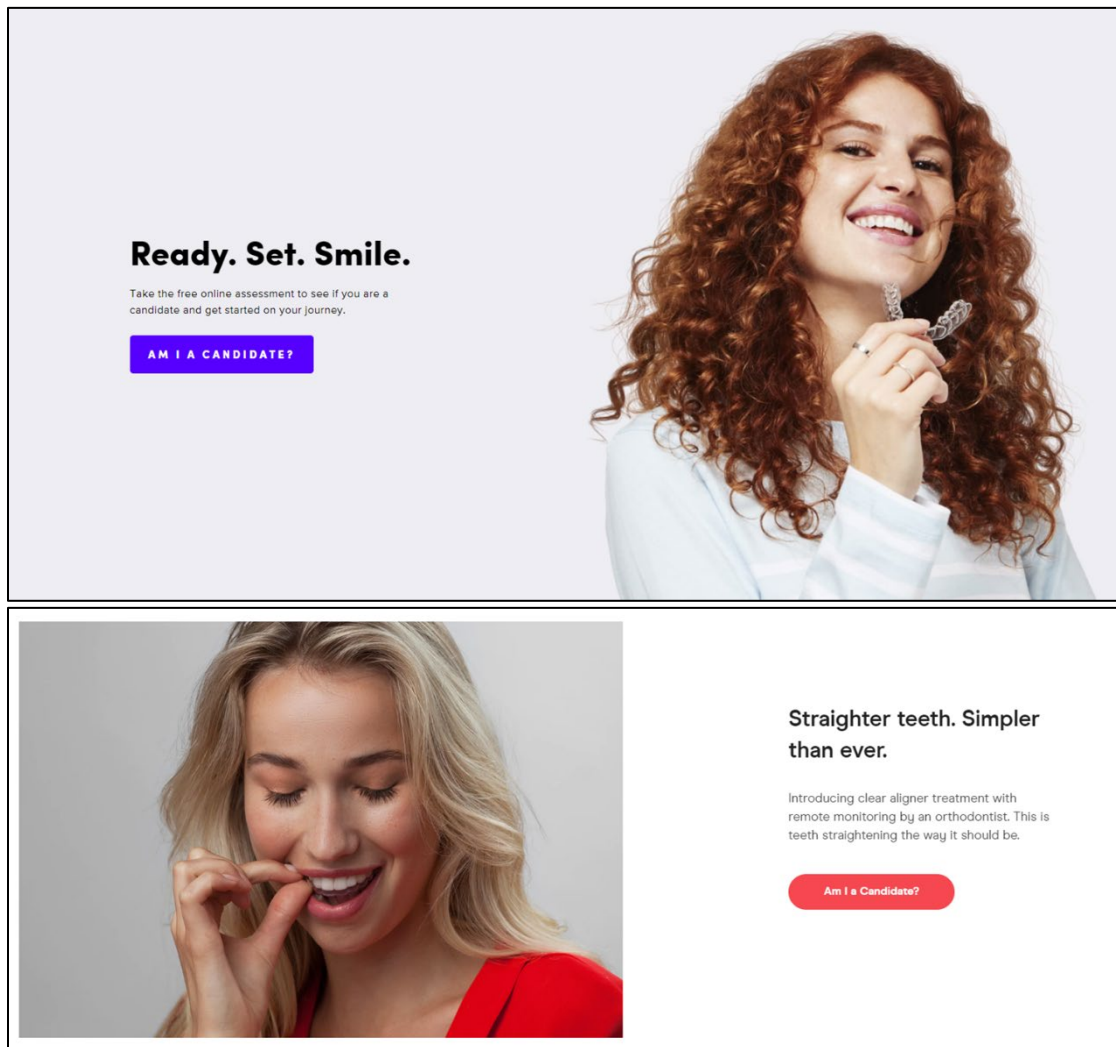 Ready. Set. Smile.
Take the free online assessment to see if you are a
candidate and get started on your journey.
AM I A CANDIDATE?
Straighter teeth. Simpler
than ever.
Introducing clear aligner treatment with
remote monitoring by an orthodontist. This is
teeth straightening the way it should be.
Am I a Candidate?